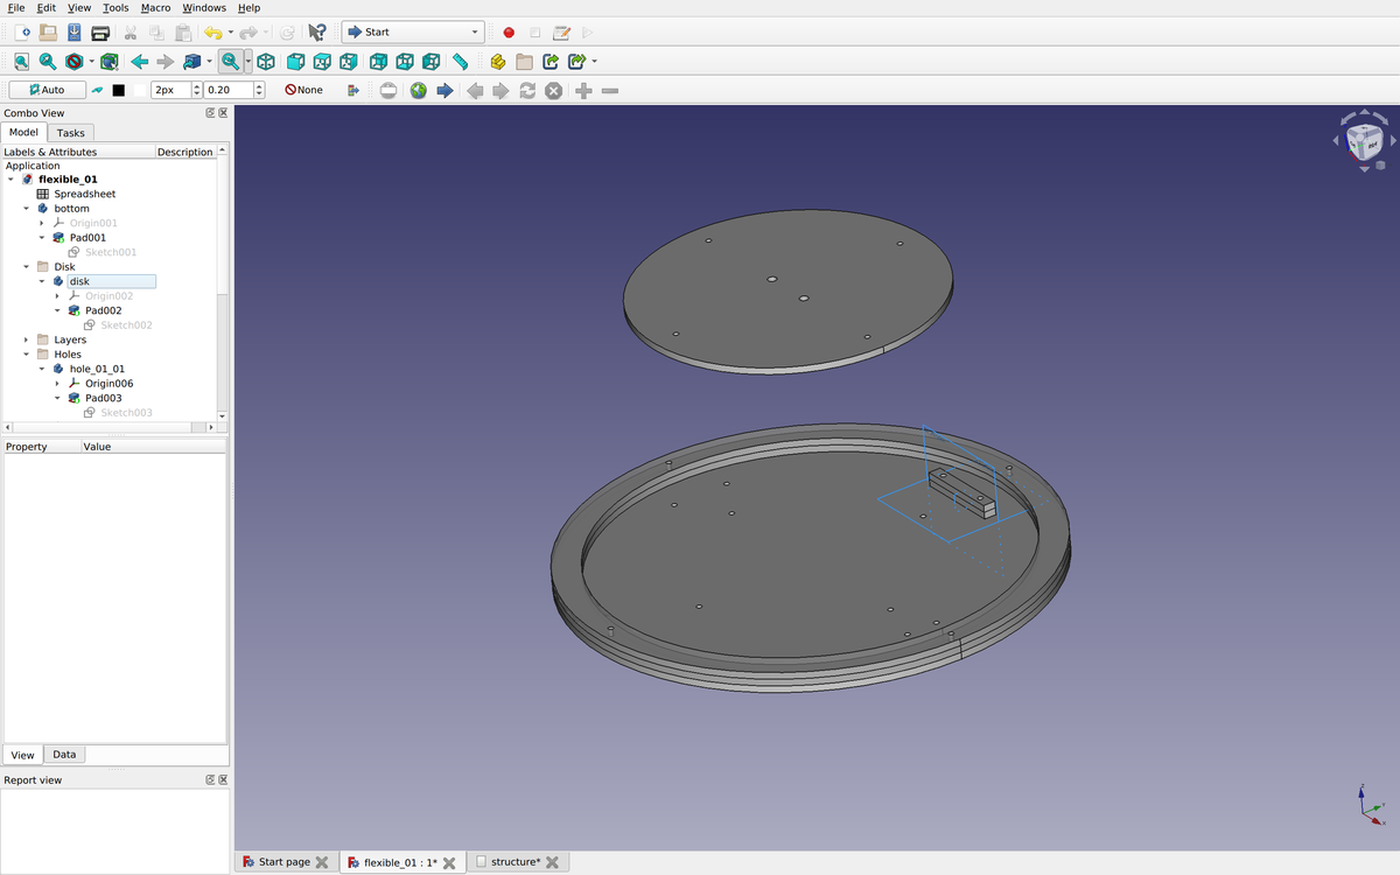 File Edit View Tools Macro Windows Help
Start
Auto 2px 0.20 None
Combo View
Model Tasks
Labels & Attributes Description
Application
flexible_01
Spreadsheet
bottom
Origin001
Pad001
Sketch001
Disk
disk
Origin002
Pad002
Sketch002
Layers
Holes
hole_01_01
Origin006
Pad003
Sketch003
Property Value
View Data
Report view
Start page flexible_01 : 1* structure*